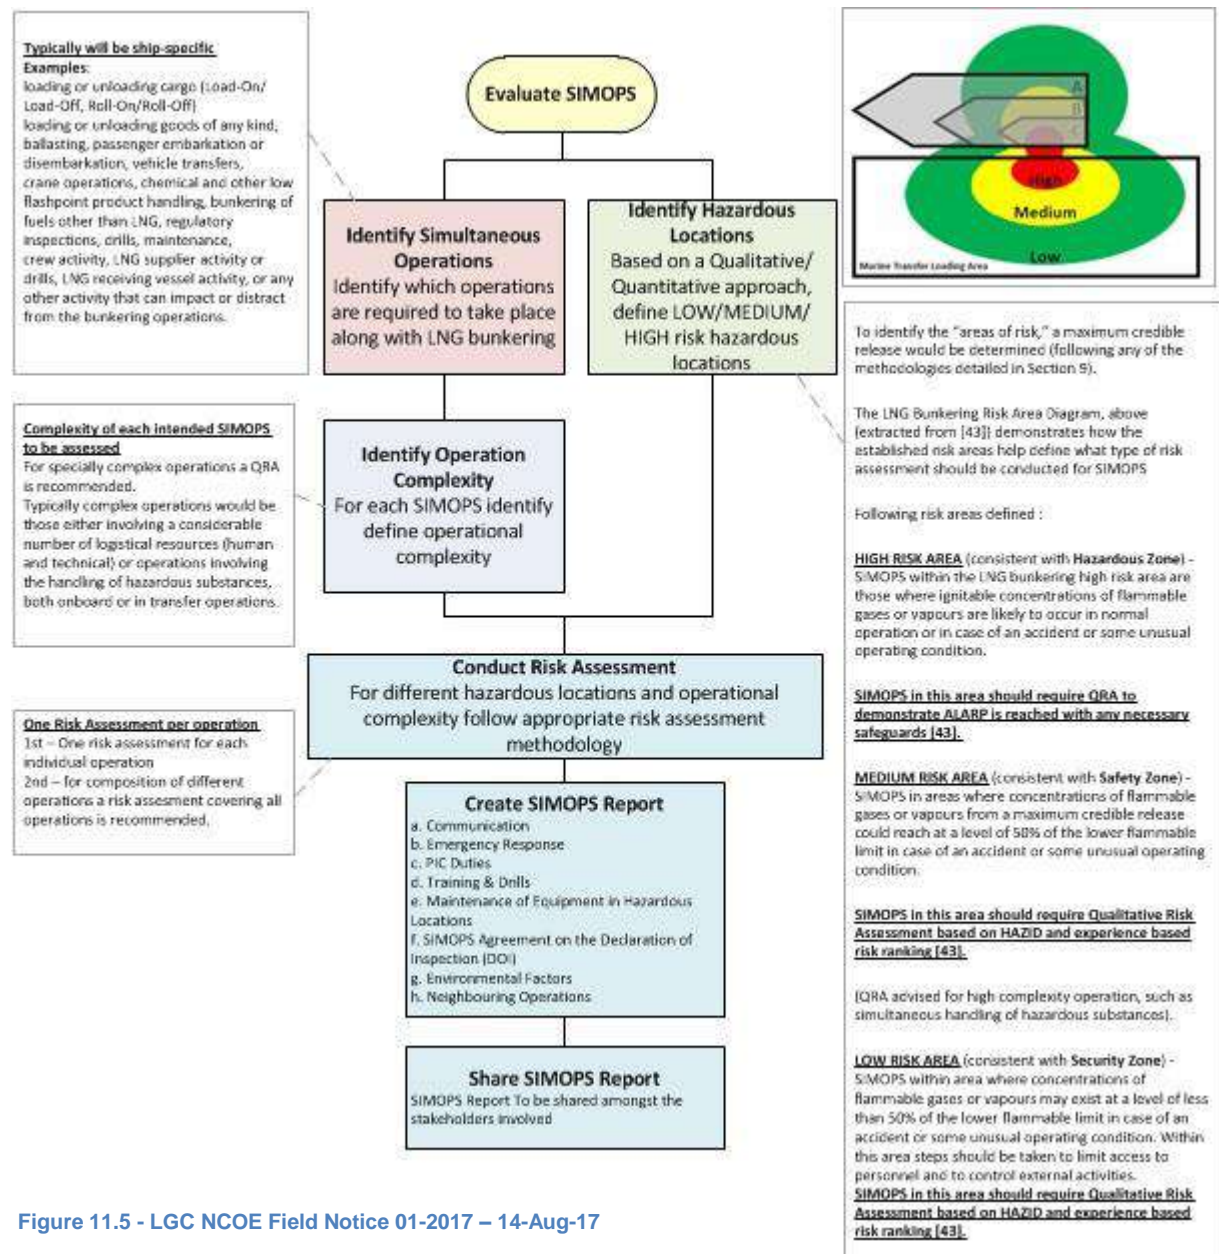 Typically will be ship-specific
Examples:
loading or unloading cargo (Load-On/
Load-Off, Roll-On/Roll-Off)
loading or unloading goods of any kind,
ballasting, passenger embarkation or
disembarkation, vehicle transfers,
crane operations, chemical and other low
flashpoint product handling, bunkering of
fuels other than LNG, regulatory
inspections, drills, maintenance,
crew activity, LNG supplier activity or
drills, LNG receiving vessel activity, or any
other activity that can impact or distract
from the bunkering operations.
Complexity of each intended SIMOPS
to be assessed
For specially complex operations a QRA
is recommended.
Typically complex operations would be
those either involving a considerable
number of logistical resources (human
and technical) or operations involving
the handling of hazardous substances,
both onboard or in transfer operations.
One Risk Assessment per operation
1st – One risk assessment for each
individual operation
2nd – for composition of different
operations a risk assesment covering all
operations is recommended.
Evaluate SIMOPS
Identify Simultaneous
Operations
Identify which operations
are required to take place
along with LNG bunkering
Identify Hazardous
Locations
Based on a Qualitative/
Quantitative approach,
define LOW/MEDIUM/
HIGH risk hazardous
locations
Identify Operation
Complexity
For each SIMOPS identify
define operational
complexity
Conduct Risk Assessment
For different hazardous locations and operational
complexity follow appropriate risk assessment
methodology
Create SIMOPS Report
a. Communication
b. Emergency Response
c. PIC Duties
d. Training & Drills
e. Maintenance of Equipment in Hazardous
Locations
f. SIMOPS Agreement on the Declaration of
Inspection (DOI)
g. Environmental Factors
h. Neighbouring Operations
Share SIMOPS Report
SIMOPS Report To be shared amongst the
stakeholders involved
A
B
C
High
Medium
Low
Marine Transfer Loading Area
To identify the "areas of risk," a maximum credible
release would be determined (following any of the
methodologies detailed in Section 9).
The LNG Bunkering Risk Area Diagram, above
(extracted from [43]) demonstrates how the
established risk areas help define what type of risk
assessment should be conducted for SIMOPS
Following risk areas defined :
HIGH RISK AREA (consistent with Hazardous Zone) -
SIMOPS within the LNG bunkering high risk area are
those where ignitable concentrations of flammable
gases or vapours are likely to occur in normal
operation or in case of an accident or some unusual
operating condition.
SIMOPS in this area should require QRA to
demonstrate ALARP is reached with any necessary
safeguards [43].
MEDIUM RISK AREA (consistent with Safety Zone) -
SIMOPS in areas where concentrations of flammable
gases or vapours from a maximum credible release
could reach at a level of 50% of the lower flammable
limit in case of an accident or some unusual operating
condition.
SIMOPS in this area should require Qualitative Risk
Assessment based on HAZID and experience based
risk ranking [43].
(QRA advised for high complexity operation, such as
simultaneous handling of hazardous substances).
LOW RISK AREA (consistent with Security Zone) -
SIMOPS within area where concentrations of
flammable gases or vapours may exist at a level of less
than 50% of the lower flammable limit in case of an
accident or some unusual operating condition. Within
this area steps should be taken to limit access to
personnel and to control external activities.
SIMOPS in this area should require Qualitative Risk
Assessment based on HAZID and experience based
risk ranking [43].
Figure 11.5 - LGC NCOE Field Notice 01-2017 – 14-Aug-17